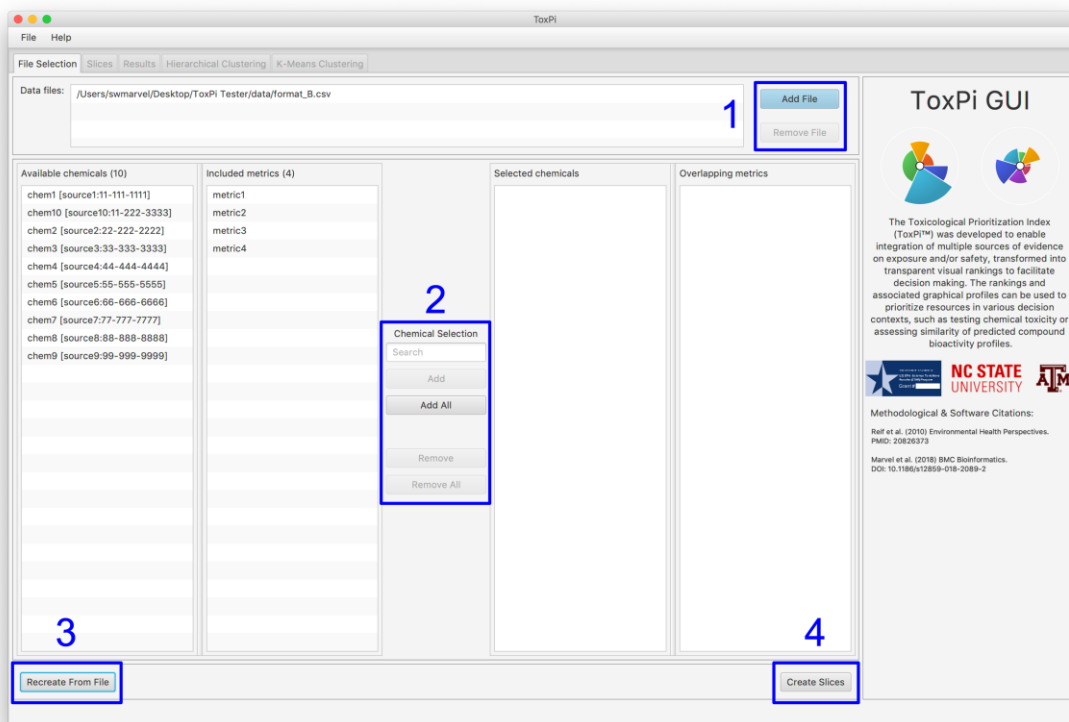 ToxPi
File Help
File Selection Slices Results Hierarchical Clustering K-Means Clustering
Data files:
/Users/swmarvel/Desktop/ToxPi Tester/data/format_B.csv
1
Add File
Remove File
Available chemicals (10)
chem1 [source1:11-111-1111]
chem10 [source10:11-222-3333]
chem2 [source2:22-222-2222]
chem3 [source3:33-333-3333]
chem4 [source4:44-444-4444]
chem5 [source5:55-555-5555]
chem6 [source6:66-666-6666]
chem7 [source7:77-777-7777]
chem8 [source8:88-888-8888]
chem9 [source9:99-999-9999]
Included metrics (4)
metric1
metric2
metric3
metric4
2
Chemical Selection
Search
Add
Add All
Remove
Remove All
Selected chemicals
Overlapping metrics
3
Recreate From File
4
Create Slices
ToxPi GUI
The Toxicological Prioritization Index
(ToxPi™) was developed to enable
integration of multiple sources of evidence
on exposure and/or safety, transformed into
transparent visual rankings to facilitate
decision making. The rankings and
associated graphical profiles can be used to
prioritize resources in various decision
contexts, such as testing chemical toxicity or
assessing similarity of predicted compound
bioactivity profiles.
NC STATE
UNIVERSITY
ATM
Methodological & Software Citations:
Reif et al. (2010) Environmental Health Perspectives.
PMID: 20826373
Marvel et al. (2018) BMC Bioinformatics.
DOI: 10.1186/s12859-018-2089-2